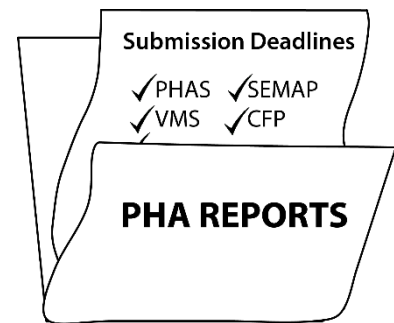 Submission Deadlines
✓PHAS ✓SEMAP
✓VMS ✓CFP
PHA REPORTS